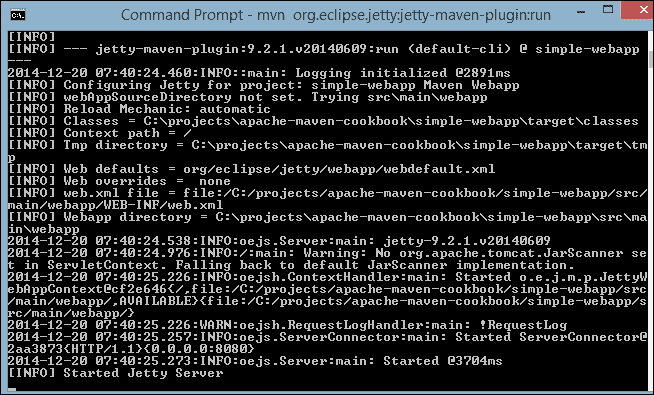 Command Prompt - mvn  org.eclipse.jetty:jetty-maven-plugin:run
[INFO]
[INFO] --- jetty-maven-plugin:9.2.1.v20140609:run (default-cli) @ simple-webapp
---
2014-12-20 07:40:24.460:INFO::main: Logging initialized @2891ms
[INFO] Configuring Jetty for project: simple-webapp Maven Webapp
[INFO] webAppSourceDirectory not set. Trying src\main\webapp
[INFO] Reload Mechanic: automatic
[INFO] Classes = C:\projects\apache-maven-cookbook\simple-webapp\target\classes
[INFO] Context path = /
[INFO] Tmp directory = C:\projects\apache-maven-cookbook\simple-webapp\target\tm
p
[INFO] Web defaults = org/eclipse/jetty/webapp/webdefault.xml
[INFO] Web overrides =  none
[INFO] web.xml file = file:/C:/projects/apache-maven-cookbook/simple-webapp/src/
main/webapp/WEB-INF/web.xml
[INFO] Webapp directory = C:\projects\apache-maven-cookbook\simple-webapp\src\ma
in\webapp
2014-12-20 07:40:24.538:INFO:oejs.Server:main: jetty-9.2.1.v20140609
2014-12-20 07:40:24.976:INFO:/:main: Warning: No org.apache.tomcat.JarScanner se
t in ServletContext. Falling back to default JarScanner implementation.
2014-12-20 07:40:25.226:INFO:oejsh.ContextHandler:main: Started o.e.j.m.p.JettyW
ebAppContext@cf2e646{/,file:/C:/projects/apache-maven-cookbook/simple-webapp/src
/main/webapp/,AVAILABLE}{file:/C:/projects/apache-maven-cookbook/simple-webapp/s
rc/main/webapp/}
2014-12-20 07:40:25.226:WARN:oejsh.RequestLogHandler:main: !RequestLog
2014-12-20 07:40:25.257:INFO:oejs.ServerConnector:main: Started ServerConnector@
2aa3873{HTTP/1.1}{0.0.0.0:8080}
2014-12-20 07:40:25.273:INFO:oejs.Server:main: Started @3704ms
[INFO] Started Jetty Server